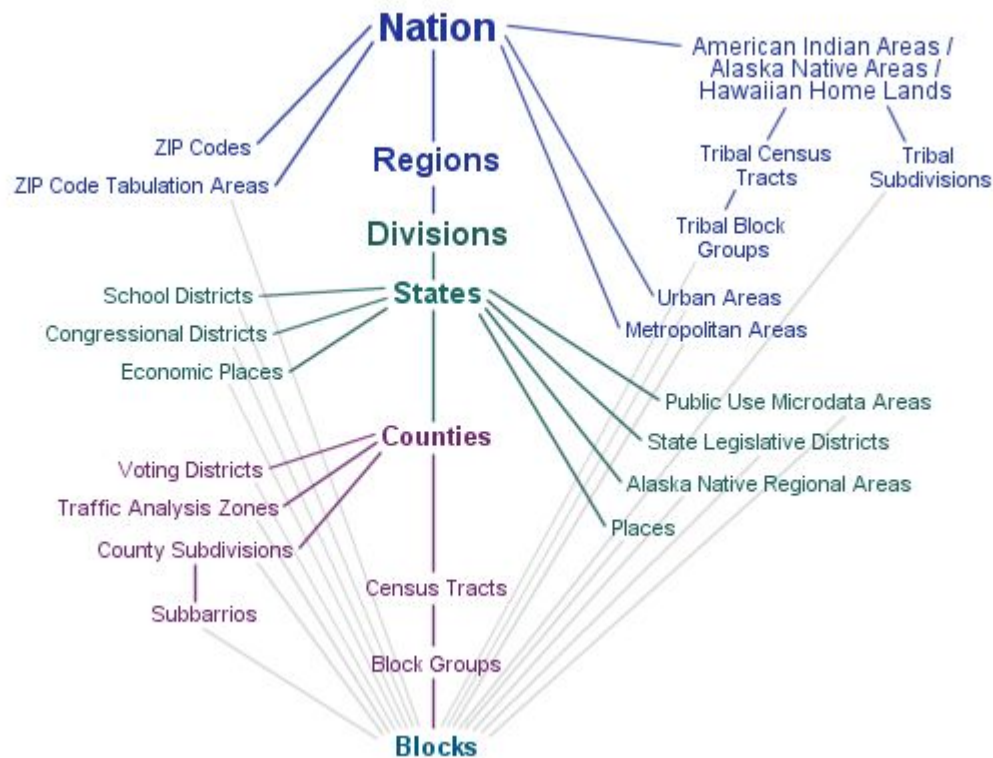 Nation
American Indian Areas /
Alaska Native Areas /
Hawaiian Home Lands
ZIP Codes
ZIP Code Tabulation Areas
Regions
Tribal Census
Tracts
Tribal
Subdivisions
Divisions
Tribal Block
Groups
States
School Districts
Congressional Districts
Economic Places
Urban Areas
Metropolitan Areas
Public Use Microdata Areas
State Legislative Districts
Alaska Native Regional Areas
Places
Counties
Voting Districts
Traffic Analysis Zones
County Subdivisions
Subbarrios
Census Tracts
Block Groups
Blocks